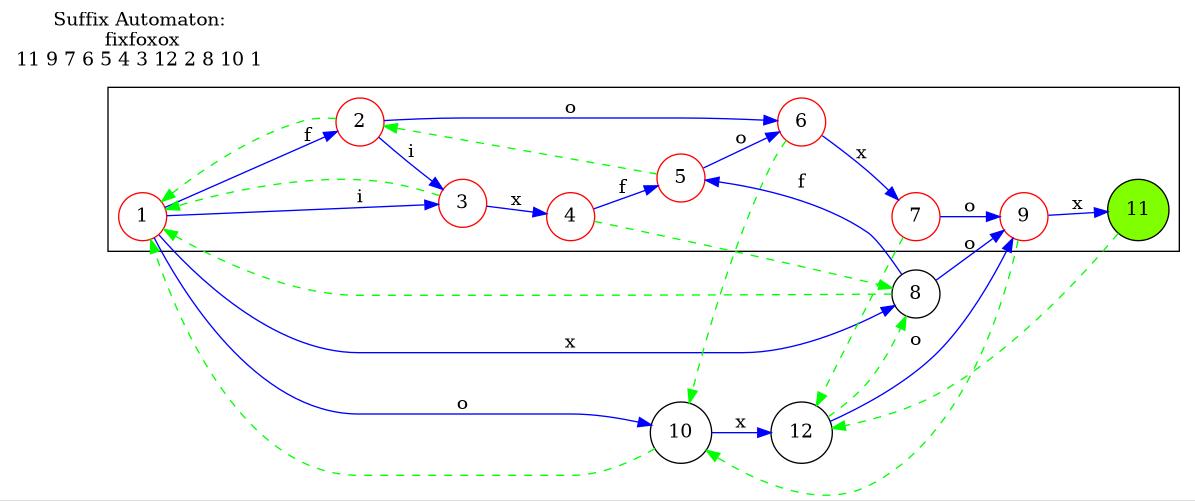 Suffix Automaton:
fixfoxox
11 9 7 6 5 4 3 12 2 8 10 1
o
2
6
f
o
x
i
5
f
f
i
x
3
4
1
7
o
9
x
11
o
8
x
o
o
10
x
12